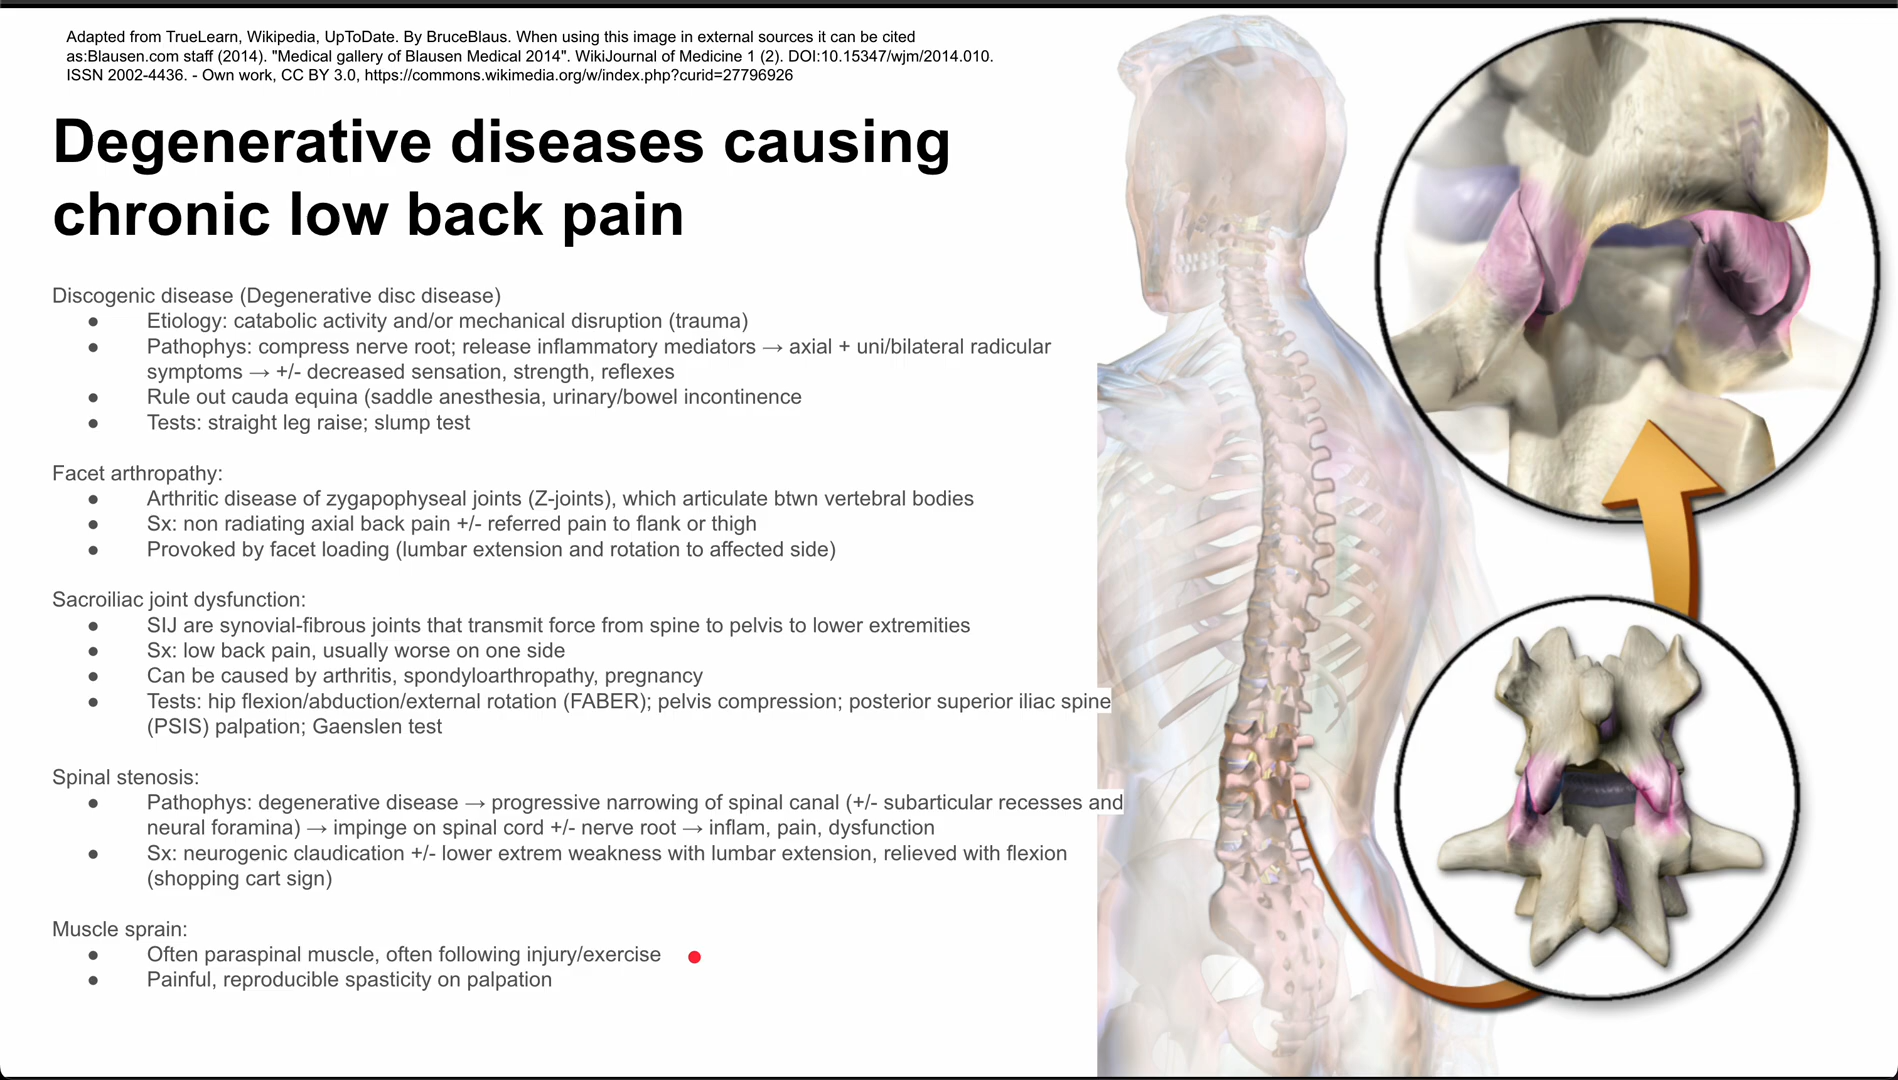 Adapted from TrueLearn, Wikipedia, UpToDate. By BruceBlaus. When using this image in external sources it can be cited
as:Blausen.com staff (2014). "Medical gallery of Blausen Medical 2014". WikiJournal of Medicine 1 (2). DOI:10.15347/wjm/2014.010.
ISSN 2002-4436. - Own work, CC BY 3.0, https://commons.wikimedia.org/w/index.php?curid=27796926
Degenerative diseases causing
chronic low back pain
Discogenic disease (Degenerative disc disease)
● Etiology: catabolic activity and/or mechanical disruption (trauma)
● Pathophys: compress nerve root; release inflammatory mediators → axial + uni/bilateral radicular
symptoms → +/- decreased sensation, strength, reflexes
● Rule out cauda equina (saddle anesthesia, urinary/bowel incontinence
● Tests: straight leg raise; slump test
Facet arthropathy:
● Arthritic disease of zygapophyseal joints (Z-joints), which articulate btwn vertebral bodies
● Sx: non radiating axial back pain +/- referred pain to flank or thigh
● Provoked by facet loading (lumbar extension and rotation to affected side)
Sacroiliac joint dysfunction:
● SIJ are synovial-fibrous joints that transmit force from spine to pelvis to lower extremities
● Sx: low back pain, usually worse on one side
● Can be caused by arthritis, spondyloarthropathy, pregnancy
● Tests: hip flexion/abduction/external rotation (FABER); pelvis compression; posterior superior iliac spine
(PSIS) palpation; Gaenslen test
Spinal stenosis:
● Pathophys: degenerative disease → progressive narrowing of spinal canal (+/- subarticular recesses and
neural foramina) → impinge on spinal cord +/- nerve root → inflam, pain, dysfunction
● Sx: neurogenic claudication +/- lower extrem weakness with lumbar extension, relieved with flexion
(shopping cart sign)
Muscle sprain:
● Often paraspinal muscle, often following injury/exercise
● Painful, reproducible spasticity on palpation